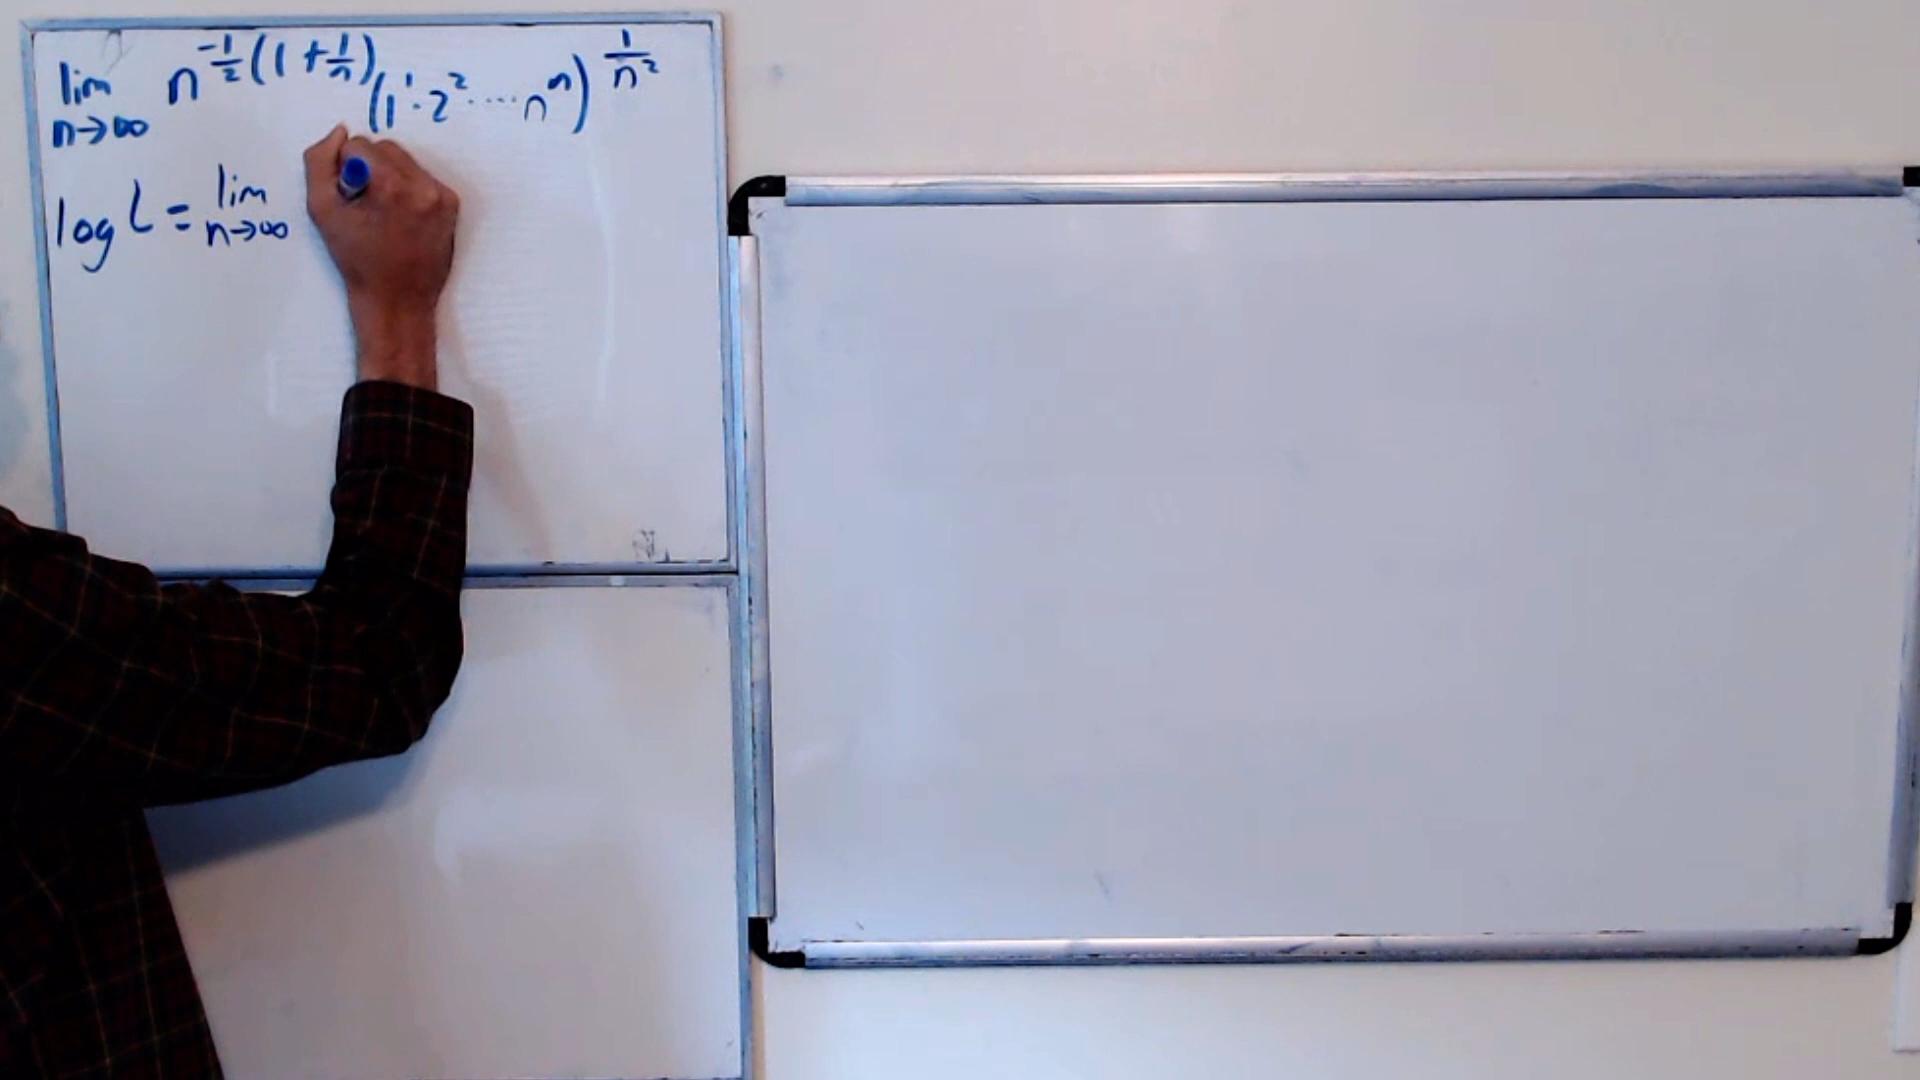 lim n→∞ n^{-1/2(1+1/n)} (1^1·2^2·····n^n)^{1/n^2}
log L = lim n→∞